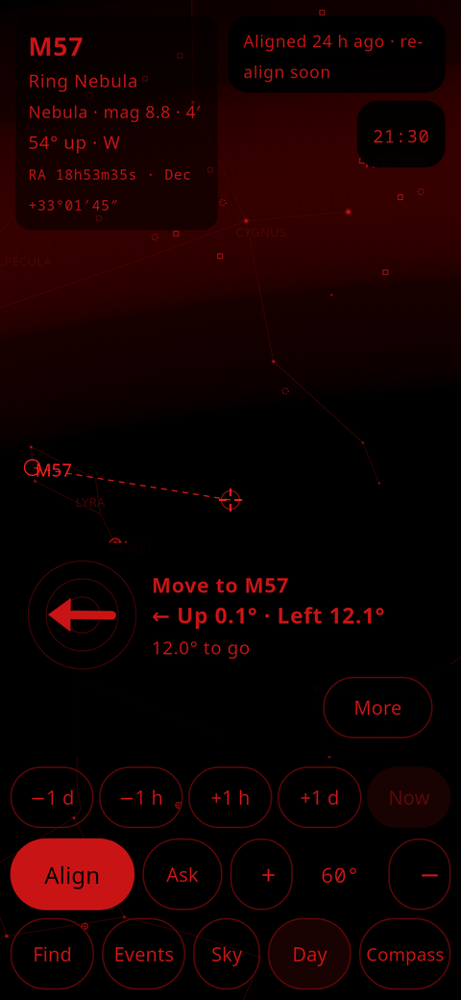 M57
Ring Nebula
Nebula · mag 8.8 · 4′
54° up · W
RA 18h53m35s · Dec
+33°01′45″
Aligned 24 h ago · re-
align soon
21:30
CYGNUS
LPECULA
M57
LYRA
Move to M57
← Up 0.1° · Left 12.1°
12.0° to go
More
−1 d
−1 h
+1 h
+1 d
Now
Align
Ask
+
60°
−
Find
Events
Sky
Day
Compass